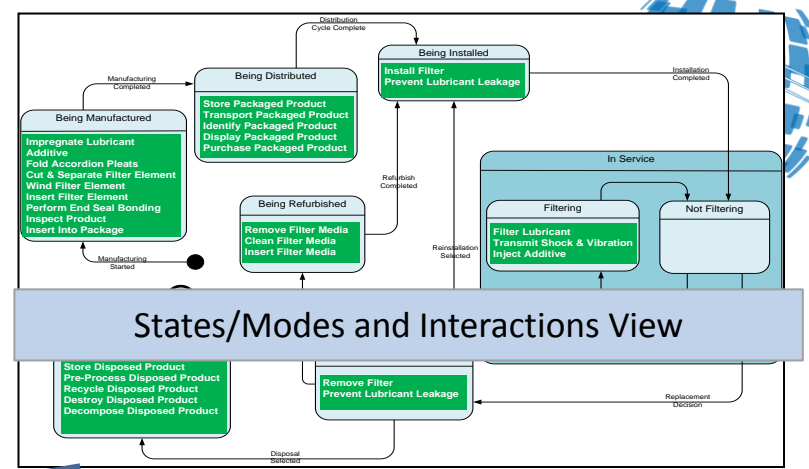 Distribution
Cycle Complete
Being Installed
Install Filter
Prevent Lubricant Leakage
Being Distributed
Store Packaged Product
Transport Packaged Product
Identify Packaged Product
Display Packaged Product
Purchase Packaged Product
Manufacturing
Completed
Installation
Completed
Being Manufactured
Impregnate Lubricant
Additive
Fold Accordion Pleats
Cut & Separate Filter Element
Wind Filter Element
Insert Filter Element
Perform End Seal Bonding
Inspect Product
Insert Into Package
In Service
Refurbish
Completed
Being Refurbished
Remove Filter Media
Clean Filter Media
Insert Filter Media
Filtering
Filter Lubricant
Transmit Shock & Vibration
Inject Additive
Not Filtering
Reinstallation
Selected
Manufacturing
Started
States/Modes and Interactions View
Store Disposed Product
Pre-Process Disposed Product
Recycle Disposed Product
Destroy Disposed Product
Decompose Disposed Product
Remove Filter
Prevent Lubricant Leakage
Replacement
Decision
Disposal
Selected